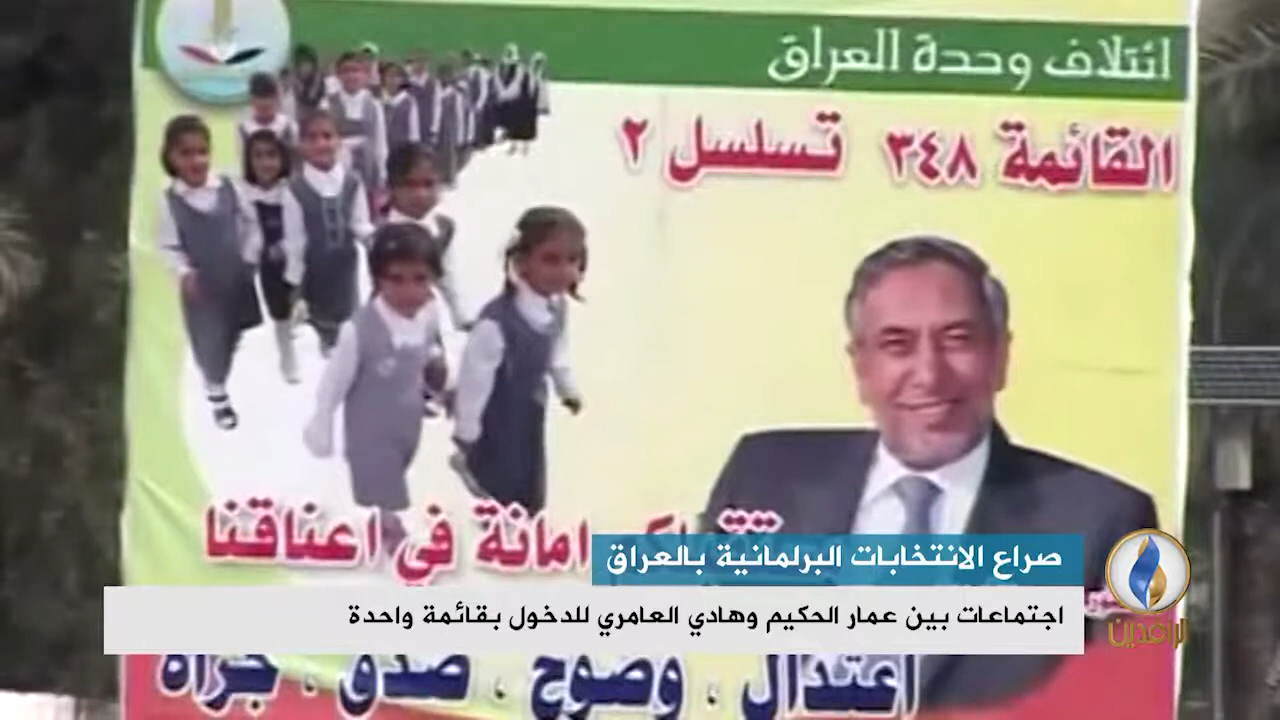 ائتلاف وحدة العراق
القائمة ٣٤٨ تسلسل ٢
امانة في اعناقنا
صراع الانتخابات البرلمانية بالعراق
اجتماعات بين عمار الحكيم وهادي العامري للدخول بقائمة واحدة
الرافدين
اعتدال . وضوح . صدق . جرأة